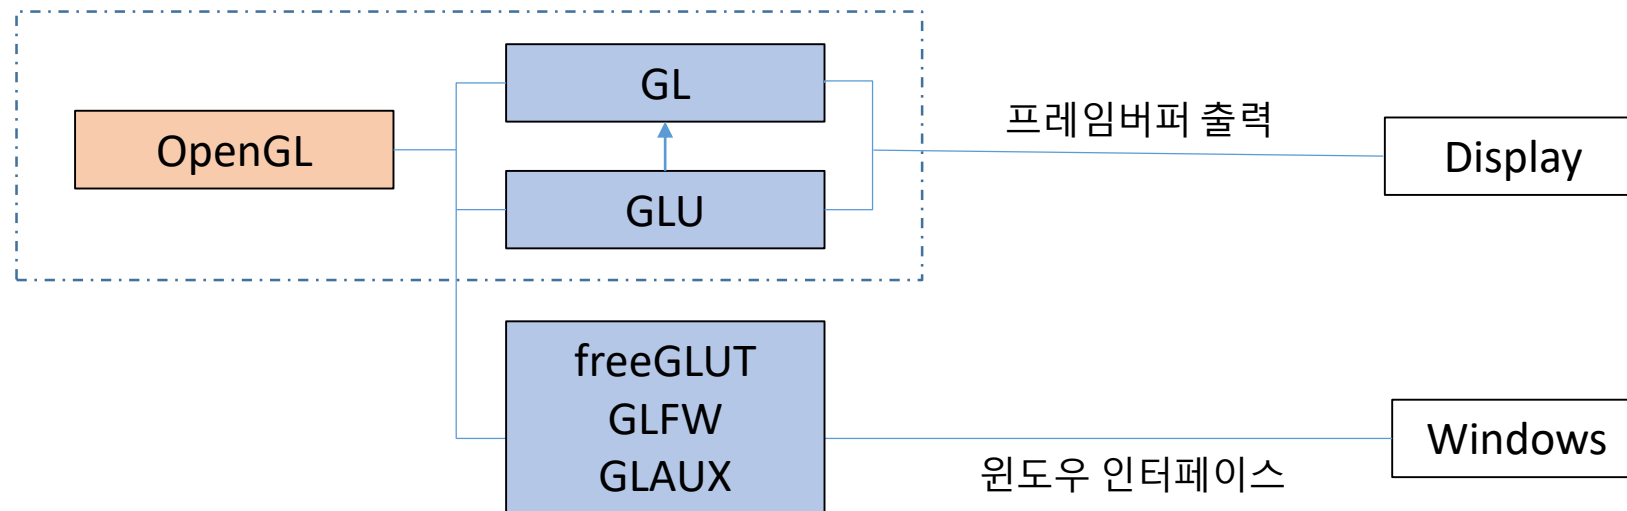 GL
프레임버퍼 출력
OpenGL
Display
GLU
freeGLUT
GLFW
GLAUX
Windows
윈도우 인터페이스